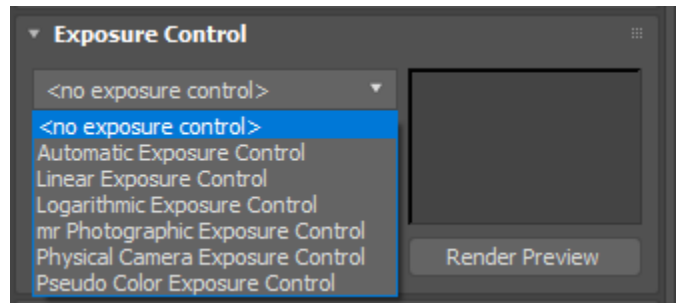 Exposure Control
<no exposure control>
<no exposure control>
Automatic Exposure Control
Linear Exposure Control
Logarithmic Exposure Control
mr Photographic Exposure Control
Physical Camera Exposure Control
Pseudo Color Exposure Control
Render Preview